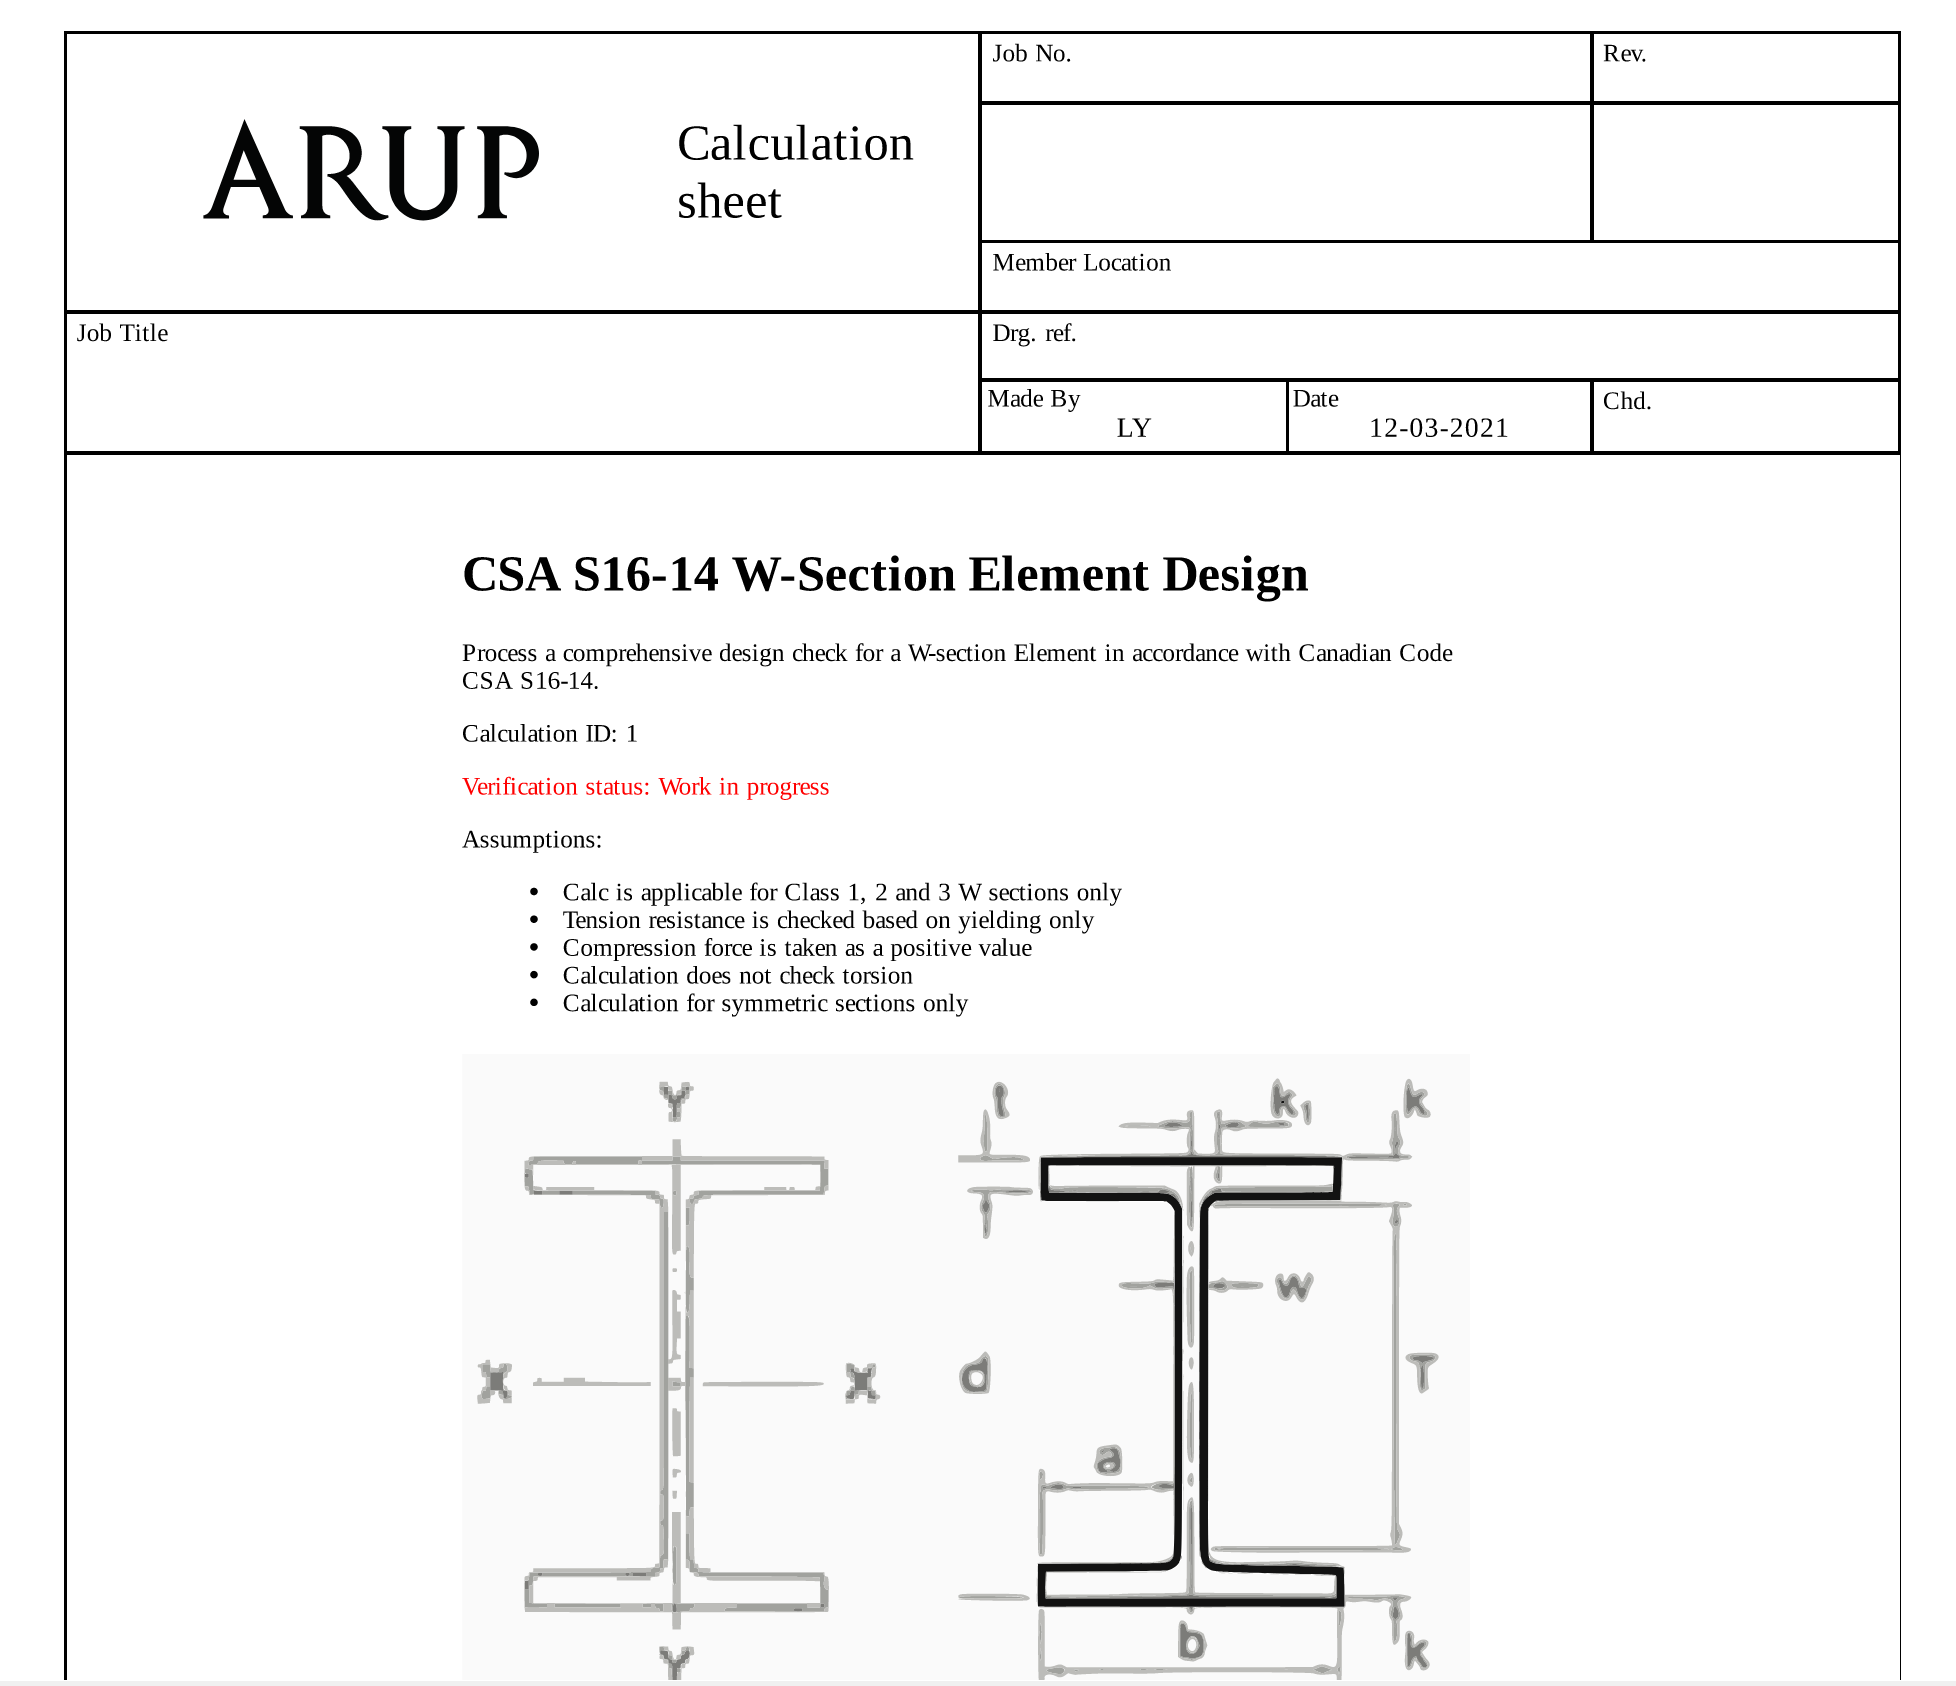 ARUP
Calculation
sheet
Job No.
Rev.
Member Location
Job Title
Drg. ref.
Made By
LY
Date
12-03-2021
Chd.
CSA S16-14 W-Section Element Design
Process a comprehensive design check for a W-section Element in accordance with Canadian Code
CSA S16-14.
Calculation ID: 1
Verification status: Work in progress
Assumptions:
• Calc is applicable for Class 1, 2 and 3 W sections only
• Tension resistance is checked based on yielding only
• Compression force is taken as a positive value
• Calculation does not check torsion
• Calculation for symmetric sections only
Y
k₁
k
w
X
X
d
T
a
b
k
Y